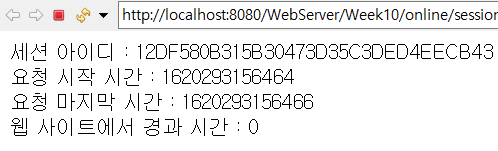 http://localhost:8080/WebServer/Week10/online/session
세션 아이디 : 12DF580B315B30473D35C3DED4EECB43
요청 시작 시간 : 1620293156464
요청 마지막 시간 : 1620293156466
웹 사이트에서 경과 시간 : 0